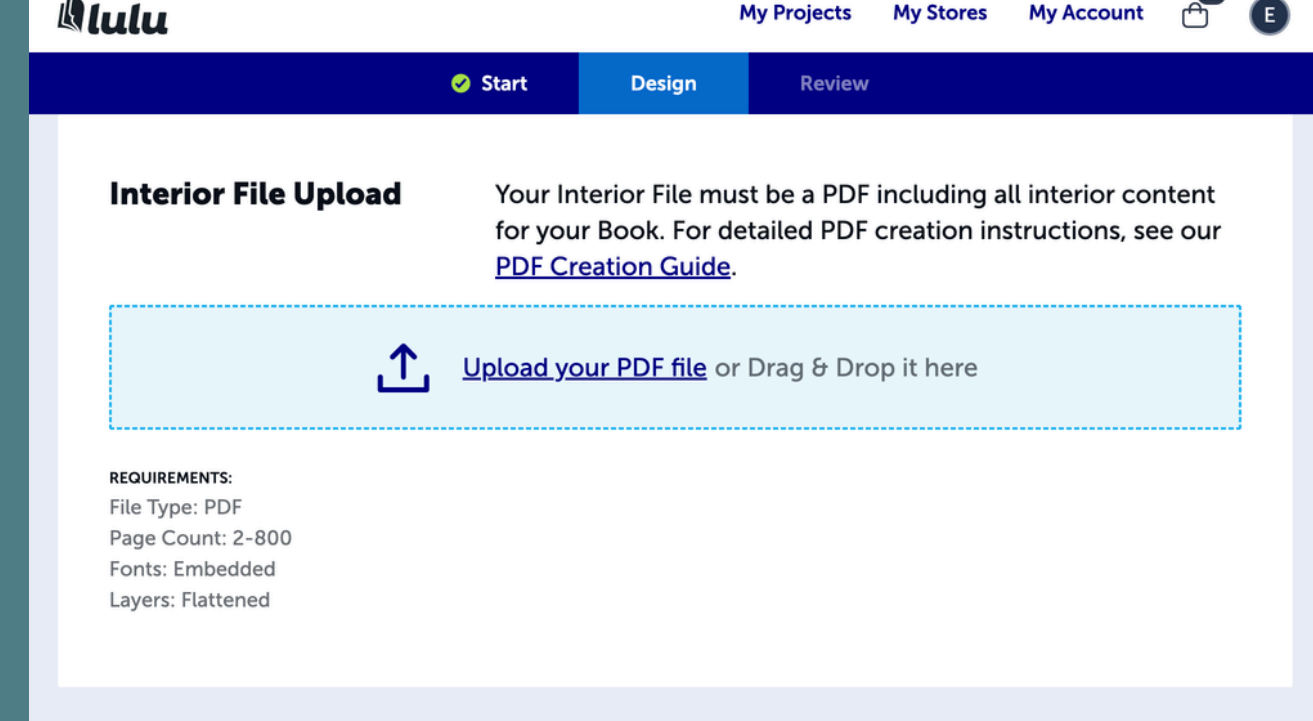 lulu
My Projects My Stores My Account E
Start Design Review
Interior File Upload
Your Interior File must be a PDF including all interior content
for your Book. For detailed PDF creation instructions, see our
PDF Creation Guide.
Upload your PDF file or Drag & Drop it here
REQUIREMENTS:
File Type: PDF
Page Count: 2-800
Fonts: Embedded
Layers: Flattened